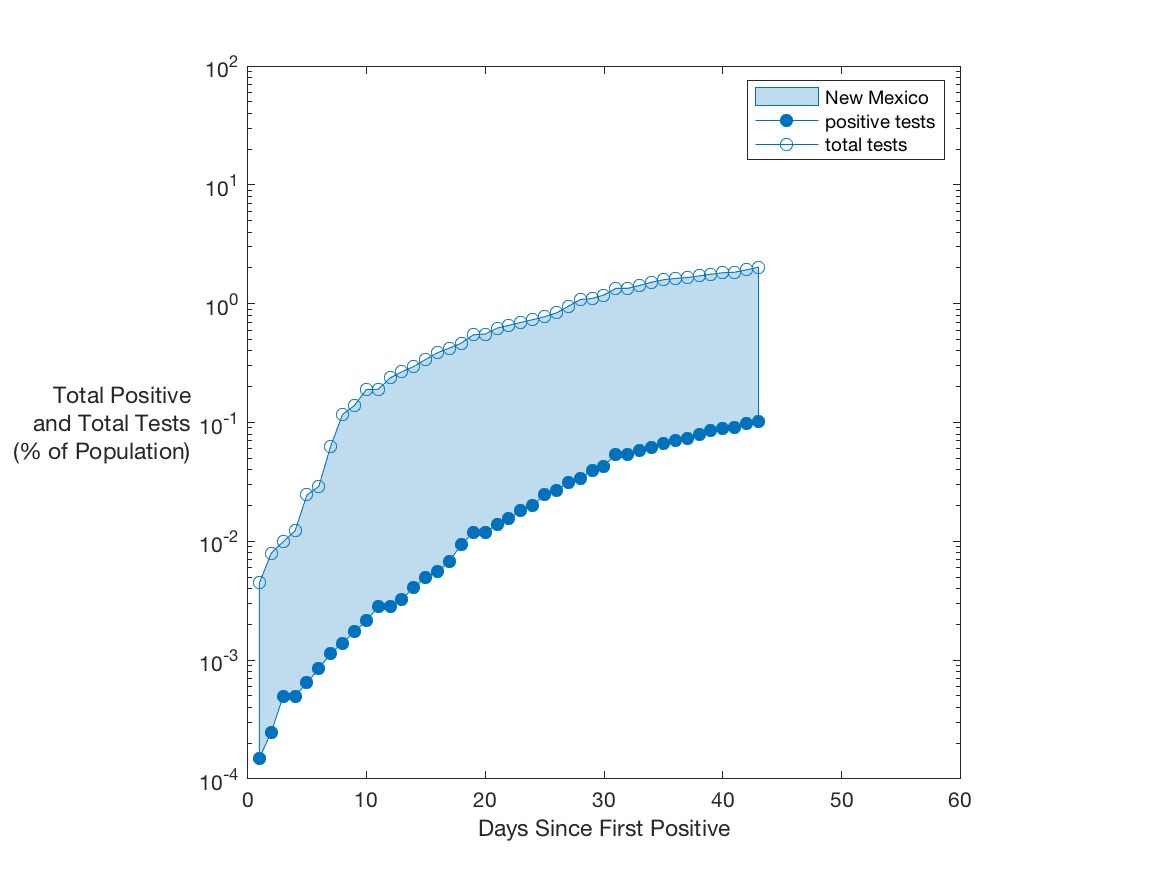 10^2
10^1
10^0
10^-1
10^-2
10^-3
10^-4
Total Positive
and Total Tests
(% of Population)
New Mexico
positive tests
total tests
0 10 20 30 40 50 60
Days Since First Positive